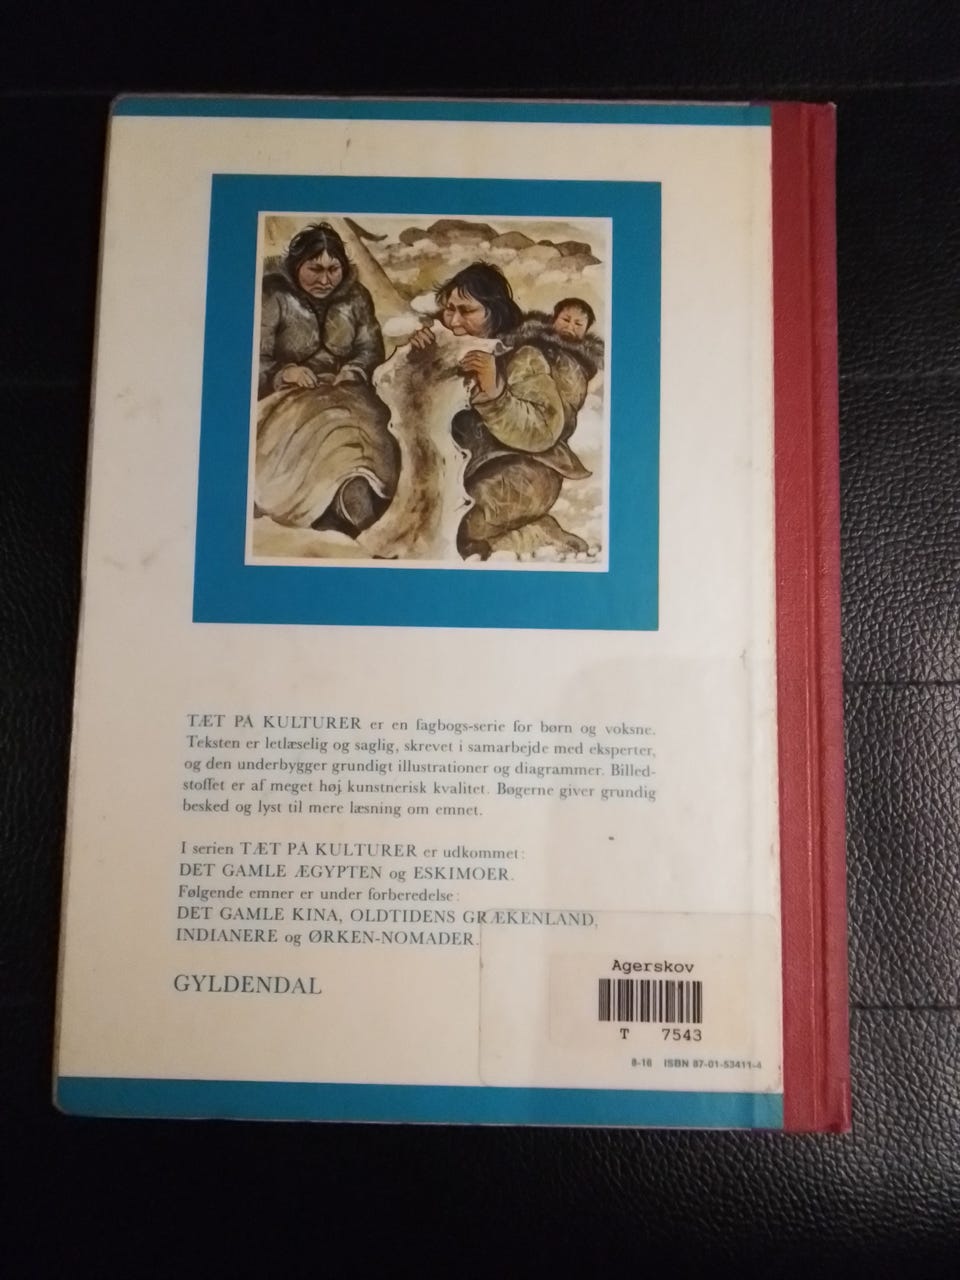 TÆT PÅ KULTURER er en fagbogs-serie for børn og voksne.
Teksten er letlæselig og saglig, skrevet i samarbejde med eksperter,
og den underbygger grundigt illustrationer og diagrammer. Billed-
stoffet er af meget høj kunstnerisk kvalitet. Bøgerne giver grundig
besked og lyst til mere læsning om emnet.
I serien TÆT PÅ KULTURER er udkommet:
DET GAMLE ÆGYPTEN og ESKIMOER.
Følgende emner er under forberedelse:
DET GAMLE KINA, OLDTIDENS GRÆKENLAND,
INDIANERE og ØRKEN-NOMADER.
GYLDENDAL
Agerskov
T 7543
8-16 ISBN 87-01-53411-4